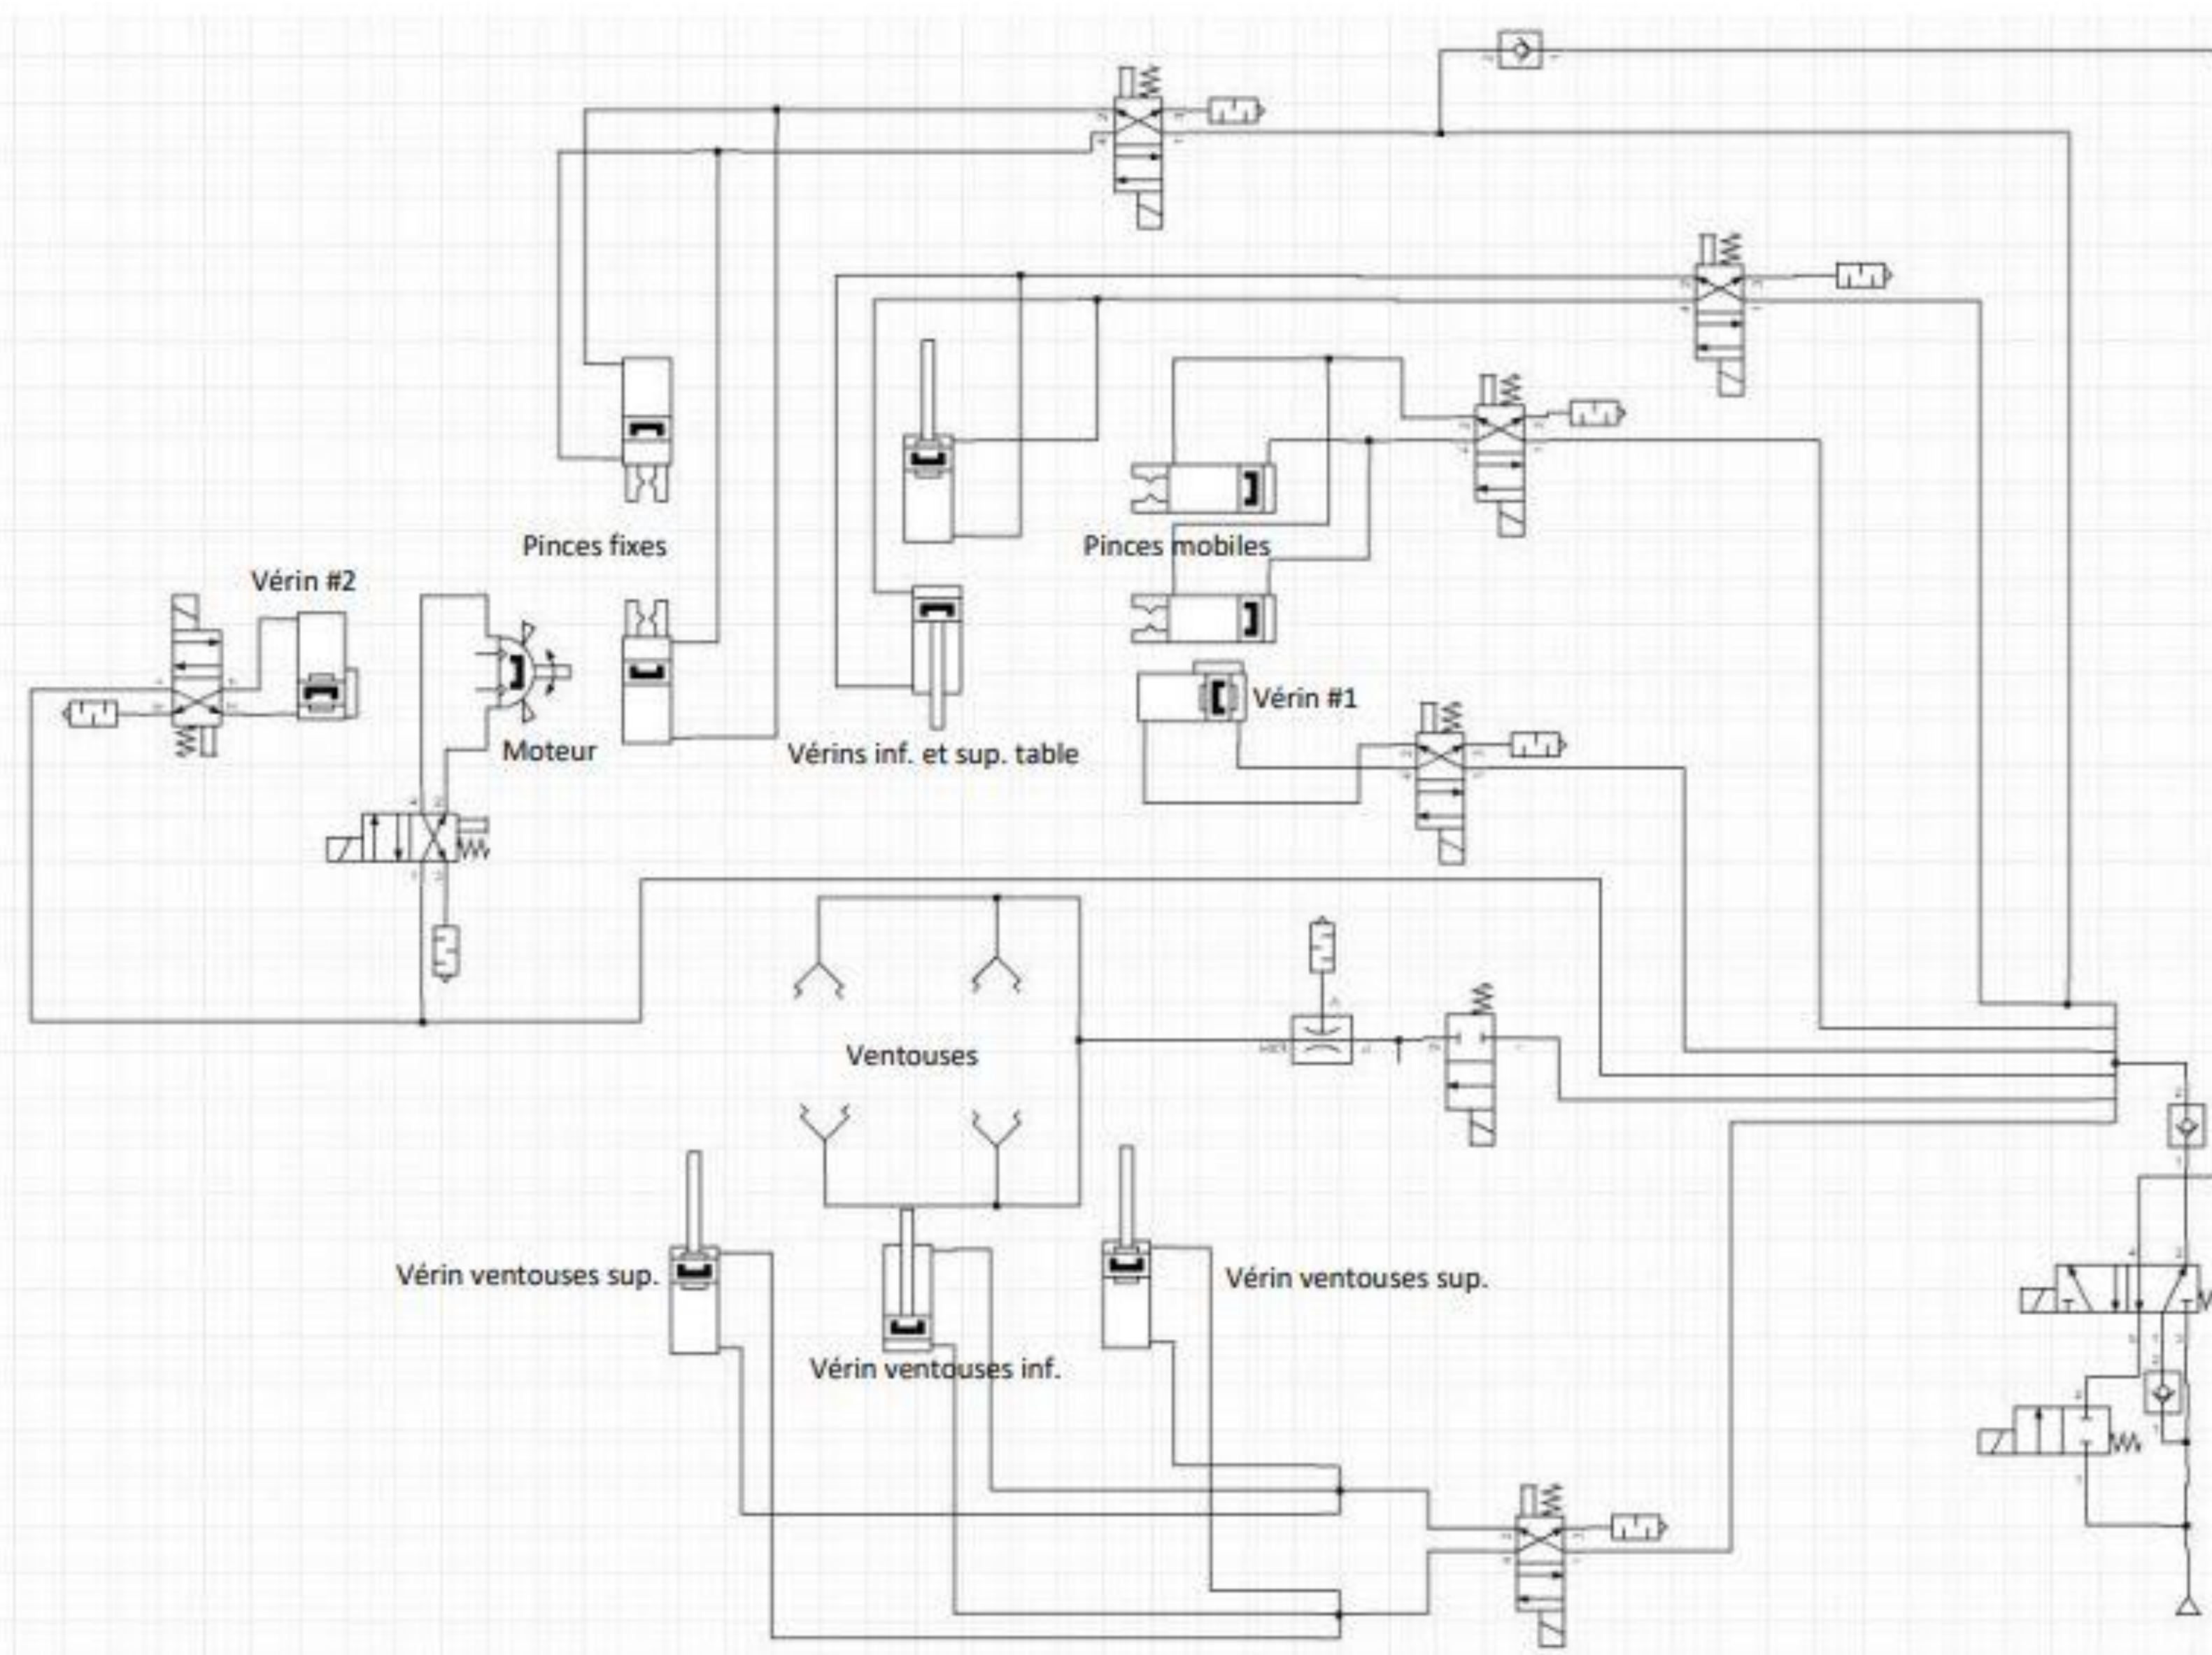 Pinces fixes
Pinces mobiles
Vérin #2
Vérin #1
Moteur
Vérins inf. et sup. table
Ventouses
Vérin ventouses sup.
Vérin ventouses sup.
Vérin ventouses inf.